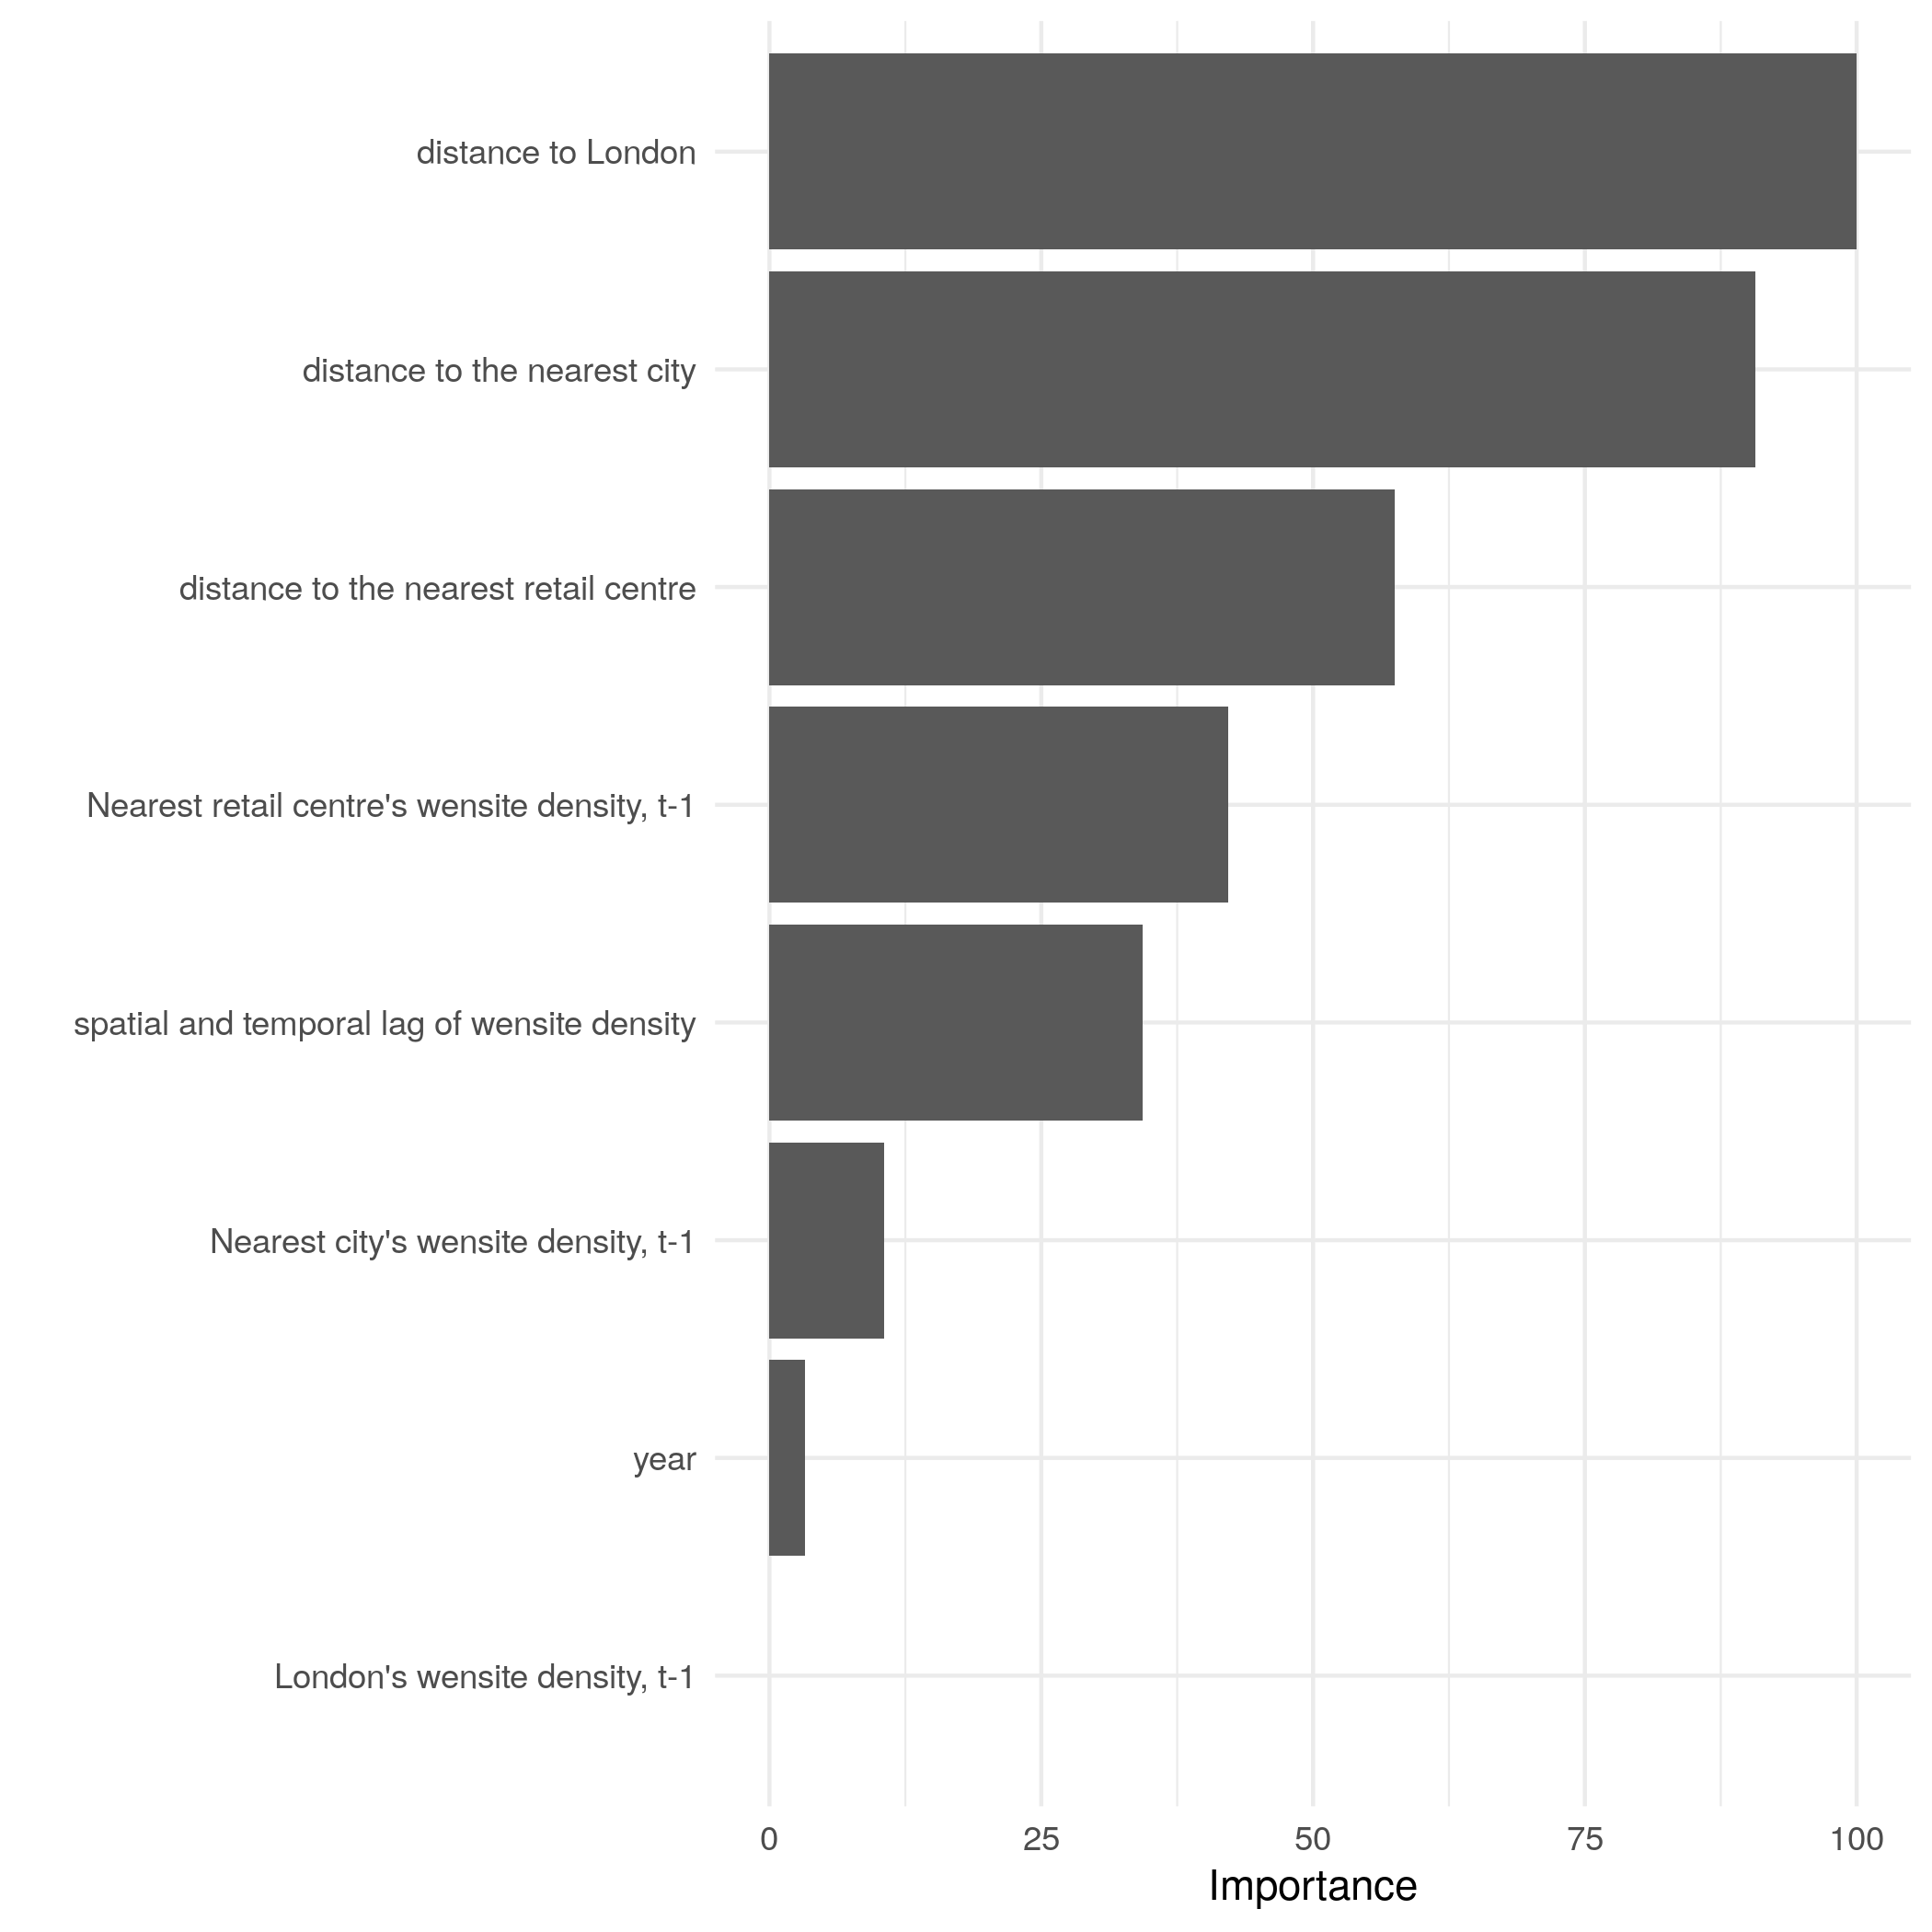 distance to London
distance to the nearest city
distance to the nearest retail centre
Nearest retail centre's wensite density, t-1
spatial and temporal lag of wensite density
Nearest city's wensite density, t-1
year
London's wensite density, t-1
0 25 50 75 100
Importance